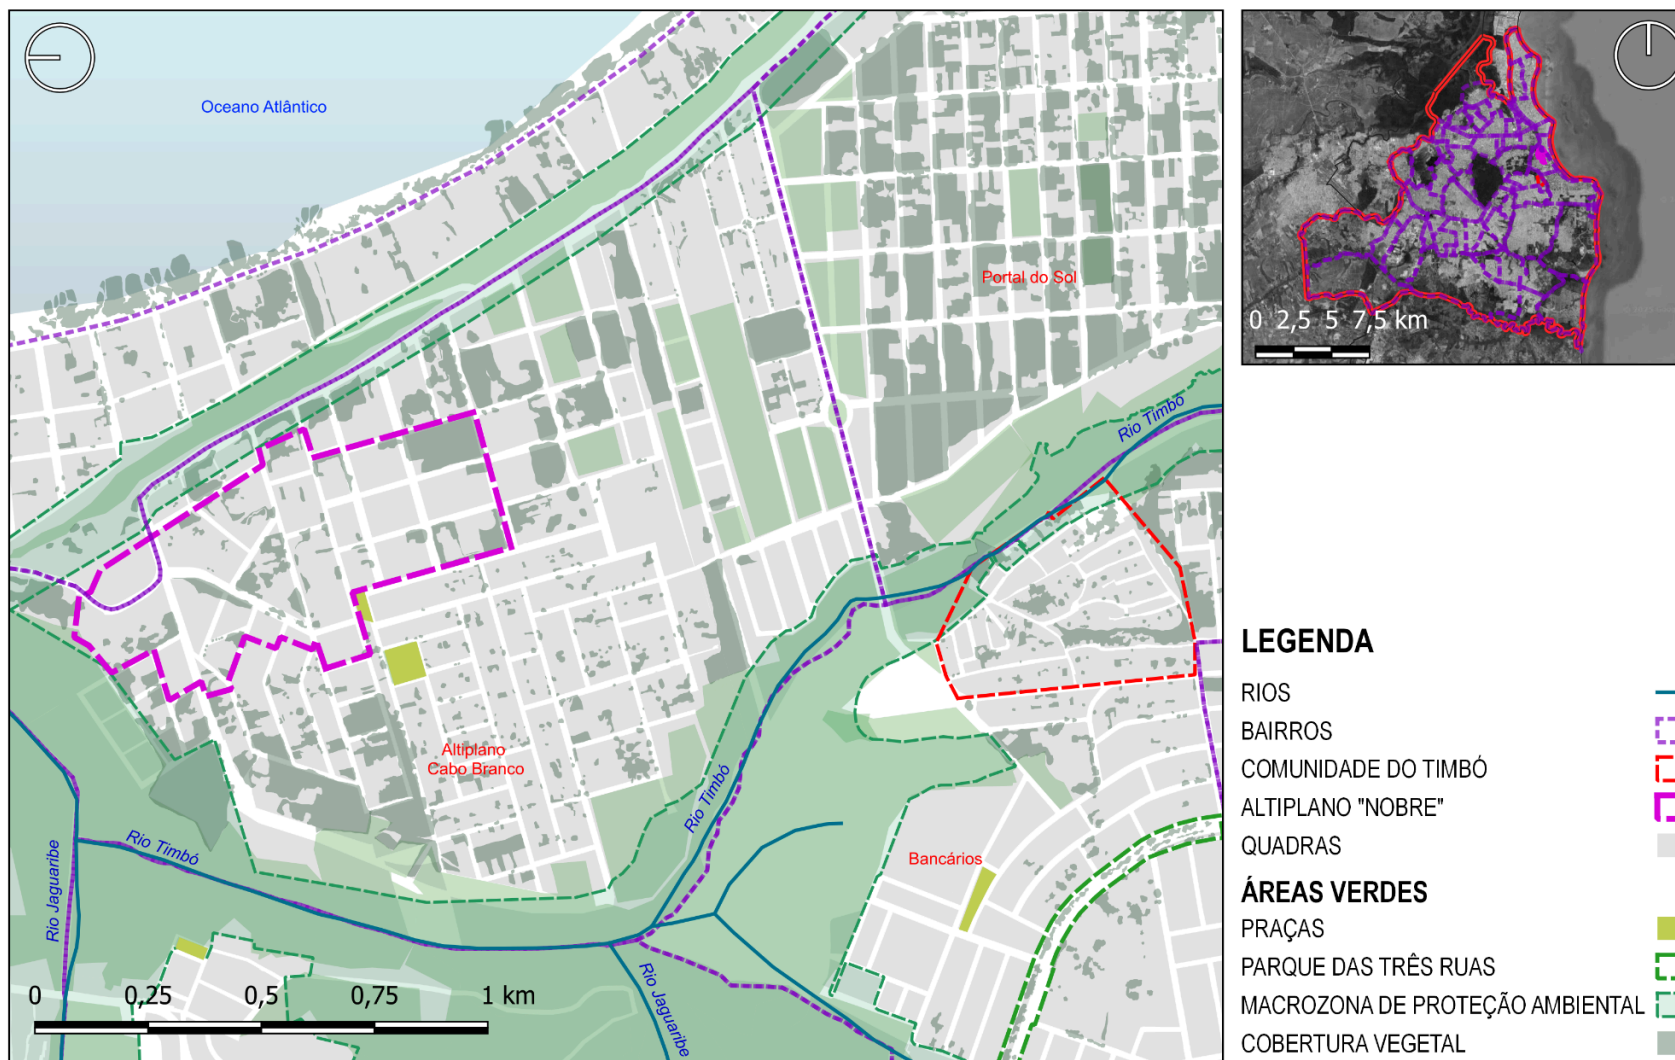 Oceano Atlântico
Portal do Sol
Rio Timbó
Altiplano
Cabo Branco
Rio Timbó
Rio Timbó
Rio Jaguaribe
Bancários
Rio Jaguaribe
0 0,25 0,5 0,75 1 km
0 2,5 5 7,5 km
LEGENDA
RIOS
BAIRROS
COMUNIDADE DO TIMBÓ
ALTIPLANO "NOBRE"
QUADRAS
ÁREAS VERDES
PRAÇAS
PARQUE DAS TRÊS RUAS
MACROZONA DE PROTEÇÃO AMBIENTAL
COBERTURA VEGETAL